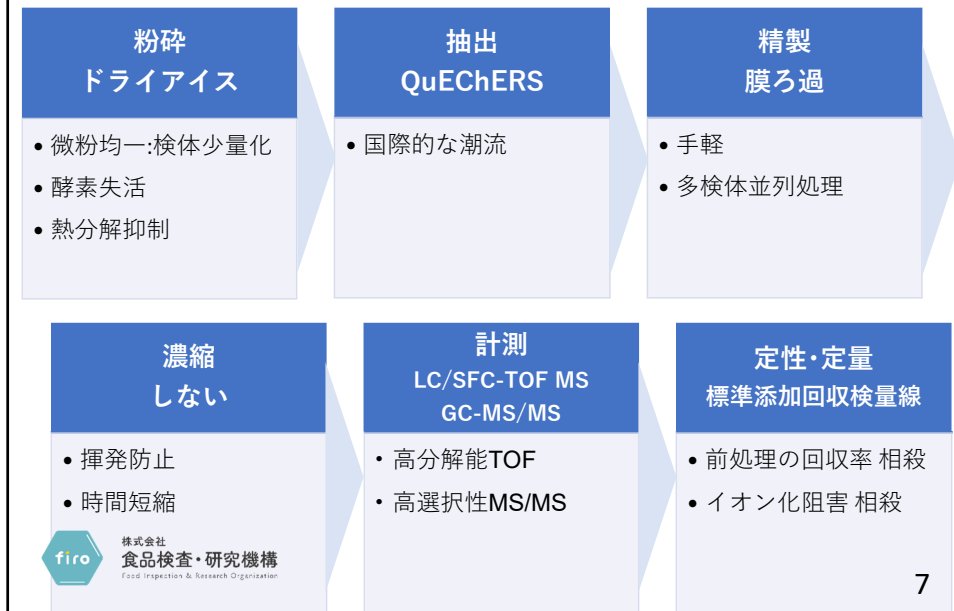 粉砕
ドライアイス
• 微粉均一:検体少量化
• 酵素失活
• 熱分解抑制
抽出
QuEChERS
• 国際的な潮流
精製
膜ろ過
• 手軽
• 多検体並列処理
濃縮
しない
• 揮発防止
• 時間短縮
計測
LC/SFC-TOF MS
GC-MS/MS
・高分解能TOF
・高選択性MS/MS
定性・定量
標準添加回収検量線
• 前処理の回収率 相殺
• イオン化阻害 相殺
firo
株式会社
食品検査・研究機構
Food Inspection & Research Organization
7